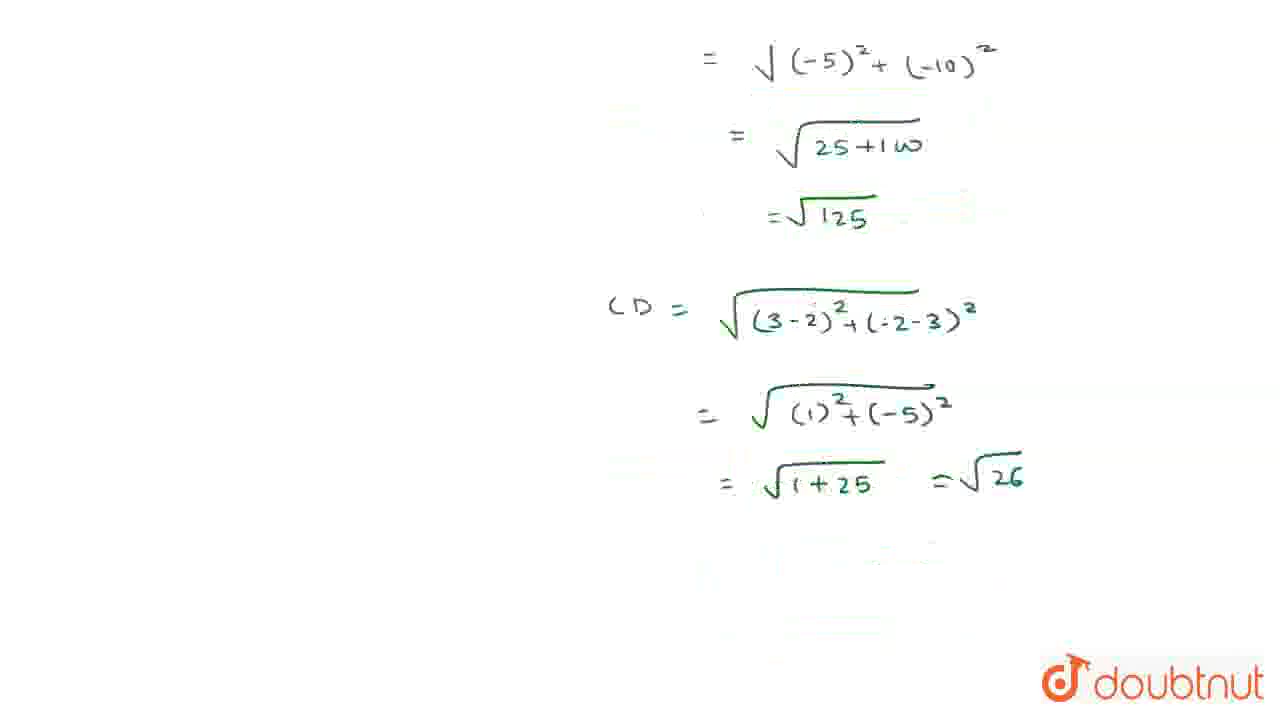 = √(-5)² + (-10)²
= √25+100
= √125
CD = √(3-2)² + (-2-3)²
= √(1)² + (-5)²
= √1+25 = √26
doubtnut